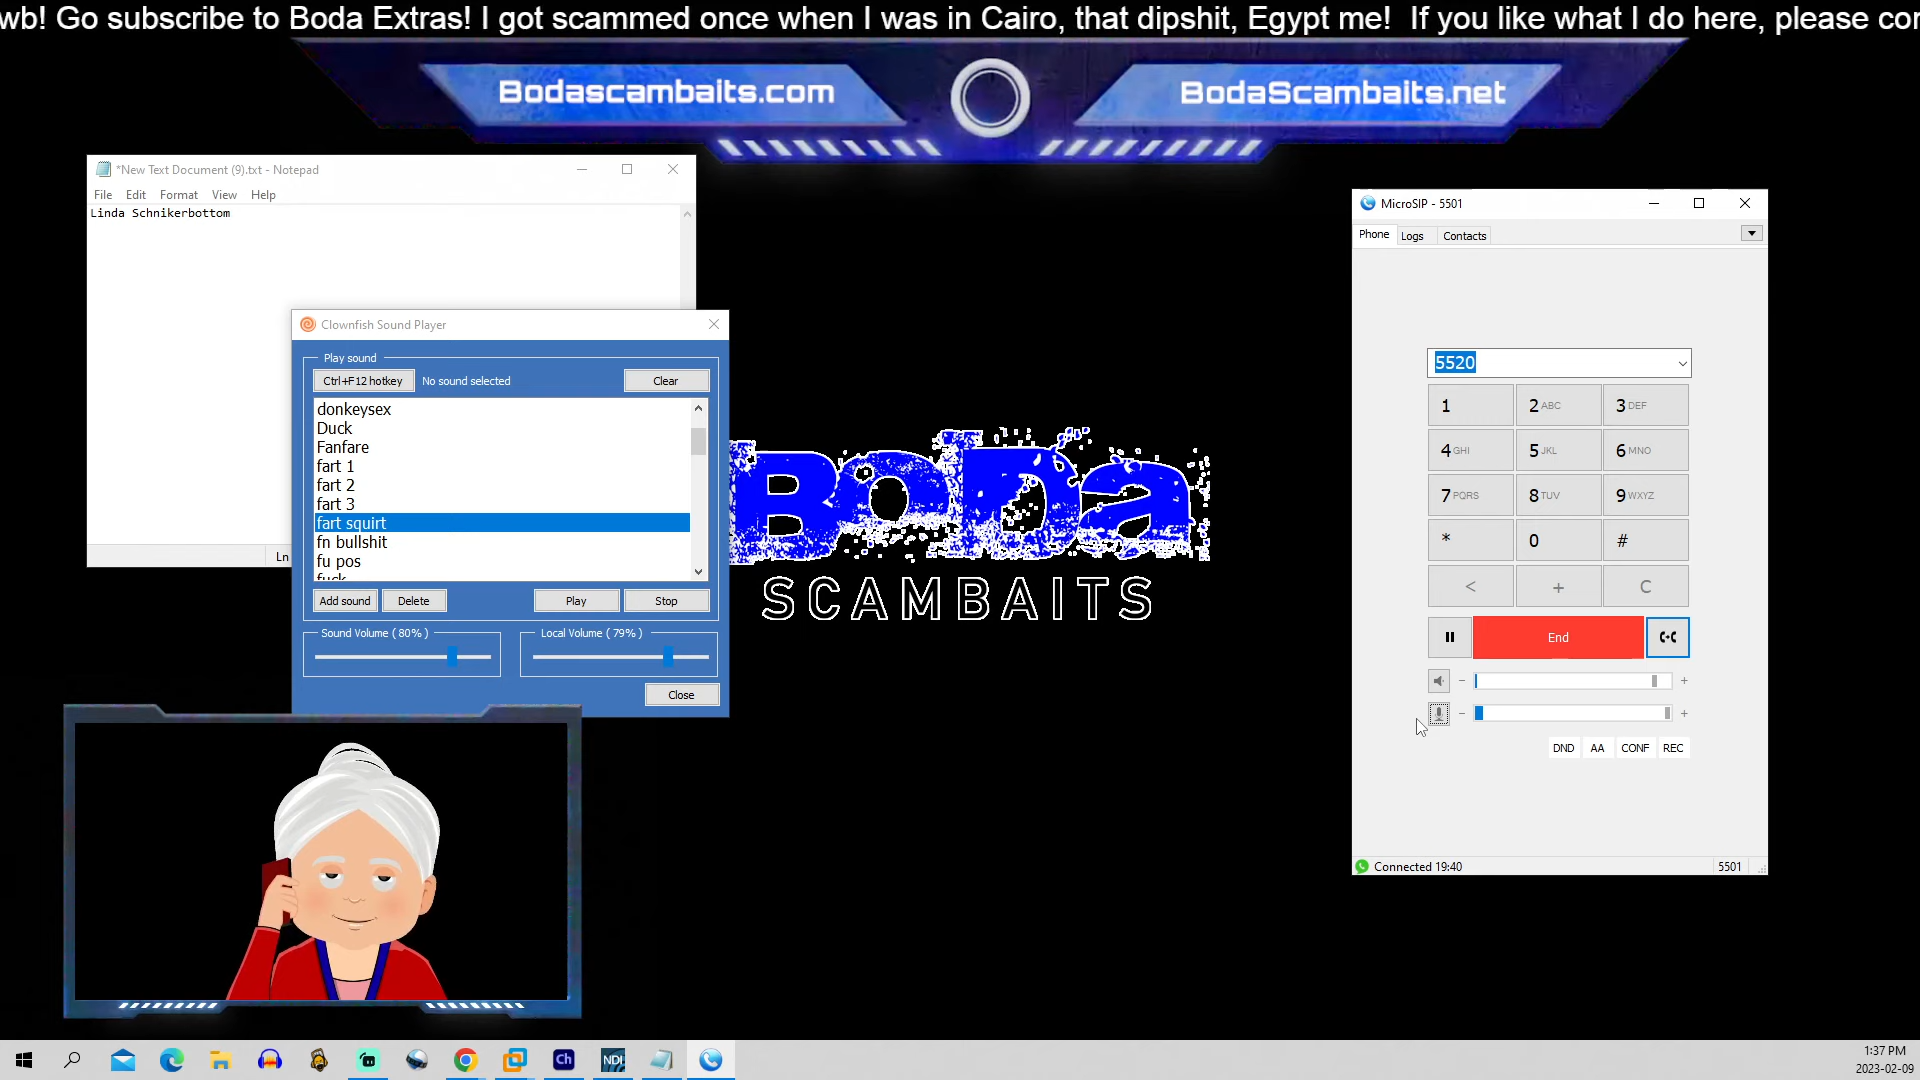 wb! Go subscribe to Boda Extras! I got scammed once when I was in Cairo, that dipshit, Egypt me!  If you like what I do here, please cor
Bodascambaits.com
BodaScambaits.net
*New Text Document (9).txt - Notepad
File Edit Format View Help
Linda Schnikerbottom
Ln
Clownfish Sound Player
Play sound
Ctrl+F12 hotkey No sound selected Clear
donkeysex
Duck
Fanfare
fart 1
fart 2
fart 3
fart squirt
fn bullshit
fu pos
fuck
Add sound Delete Play Stop
Sound Volume ( 80% ) Local Volume ( 79% )
Close
BoDa
SCAMBAITS
MicroSIP - 5501
Phone Logs Contacts
5520
1 2 ABC 3 DEF
4 GHI 5 JKL 6 MNO
7 PQRS 8 TUV 9 WXYZ
* 0 #
< + C
End
- +
- +
DND AA CONF REC
Connected 19:40 5501
Ch
NDI
1:37 PM
2023-02-09